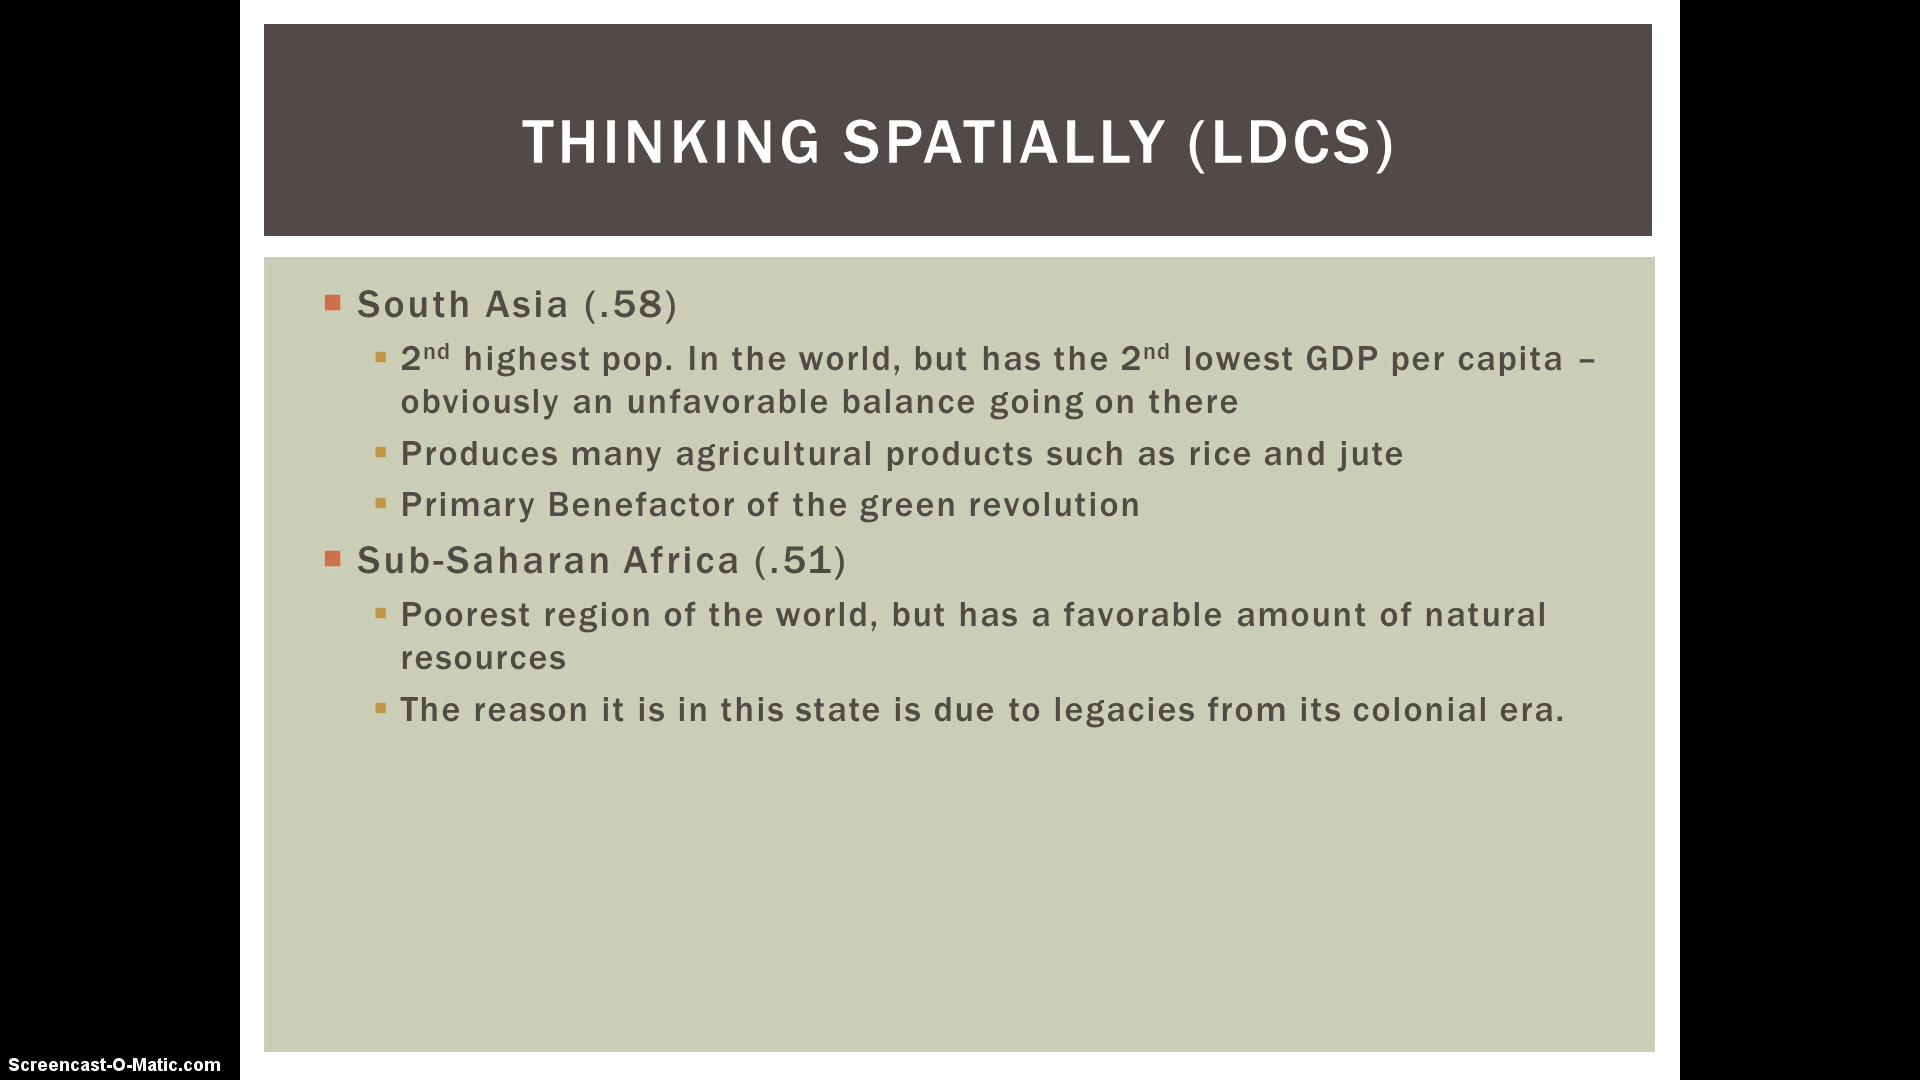 THINKING SPATIALLY (LDCS)
South Asia (.58)
2nd highest pop. In the world, but has the 2nd lowest GDP per capita –
obviously an unfavorable balance going on there
Produces many agricultural products such as rice and jute
Primary Benefactor of the green revolution
Sub-Saharan Africa (.51)
Poorest region of the world, but has a favorable amount of natural
resources
The reason it is in this state is due to legacies from its colonial era.
Screencast-O-Matic.com